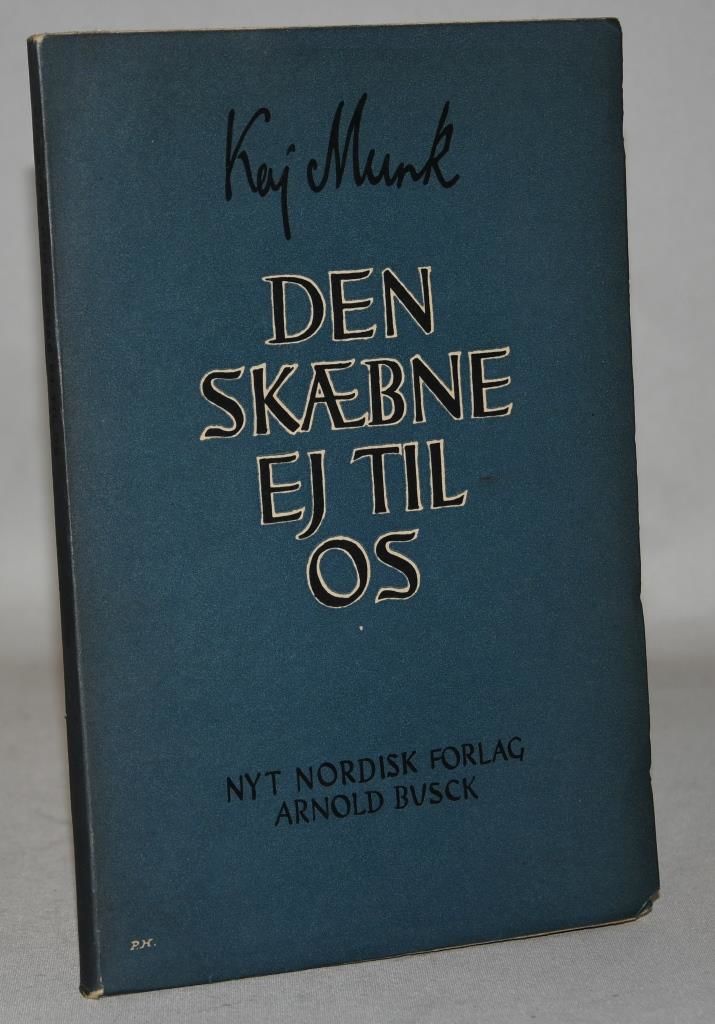 Kaj Munk
DEN
SKÆBNE
EJ TIL
OS
NYT NORDISK FORLAG
ARNOLD BUSCK
P.H.